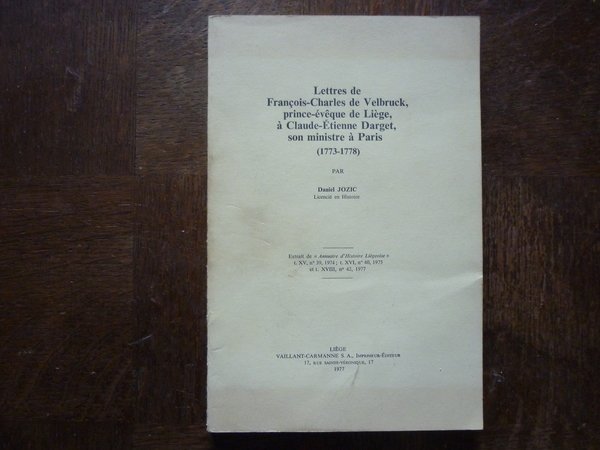 Lettres de
François-Charles de Velbruck,
prince-évêque de Liège,
à Claude-Étienne Darget,
son ministre à Paris
(1773-1778)
PAR
Daniel JOZIC
Licencié en Histoire
Extrait de « Annuaire d'Histoire Liégeoise »
t. XV, n° 39, 1974 ; t. XVI, n° 40, 1975
et t. XVIII, n° 42, 1977
LIÈGE
VAILLANT-CARMANNE S. A., IMPRIMEUR-ÉDITEUR
17, RUE SAINTE-VÉRONIQUE, 17
1977